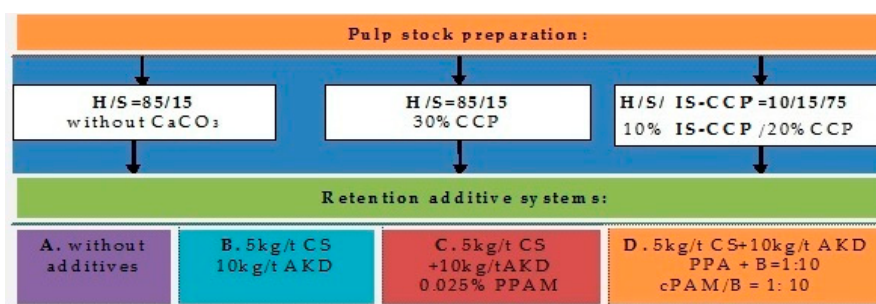 Pulp stock preparation:
H/S=85/15
without CaCO₃
H/S=85/15
30% CCP
H/S/ IS-CCP=10/15/75
10% IS-CCP /20% CCP
Retention additive systems:
A. without
additives
B. 5kg/t CS
10kg/t AKD
C. 5kg/t CS
+10kg/tAKD
0.025% PPAM
D. 5kg/t CS+10kg/t AKD
PPA + B=1:10
cPAM/B = 1: 10